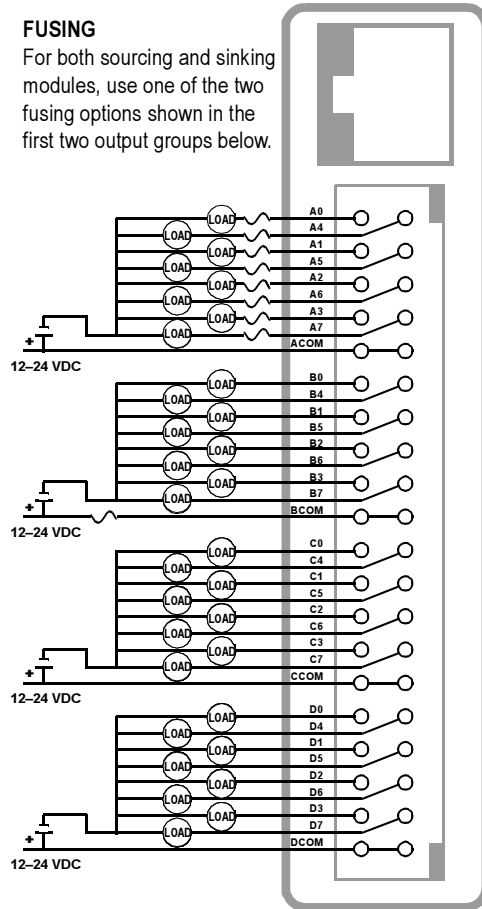 FUSING
For both sourcing and sinking
modules, use one of the two
fusing options shown in the
first two output groups below.
LOAD A0
LOAD A4
LOAD A1
LOAD A5
LOAD A2
LOAD A6
LOAD A3
LOAD A7
+ ACOM
12–24 VDC
LOAD B0
LOAD B4
LOAD B1
LOAD B5
LOAD B2
LOAD B6
LOAD B3
LOAD B7
+ BCOM
12–24 VDC
LOAD C0
LOAD C4
LOAD C1
LOAD C5
LOAD C2
LOAD C6
LOAD C3
LOAD C7
+ CCOM
12–24 VDC
LOAD D0
LOAD D4
LOAD D1
LOAD D5
LOAD D2
LOAD D6
LOAD D3
LOAD D7
+ DCOM
12–24 VDC